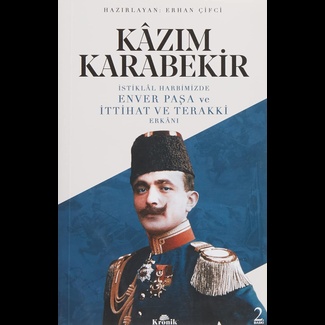 HAZIRLAYAN: ERHAN ÇİFCİ
KÂZIM
KARABEKİR
İSTİKLÂL HARBİMİZDE
ENVER PAŞA ve
İTTİHAT VE TERAKKİ
ERKÂNI
Kronik
2